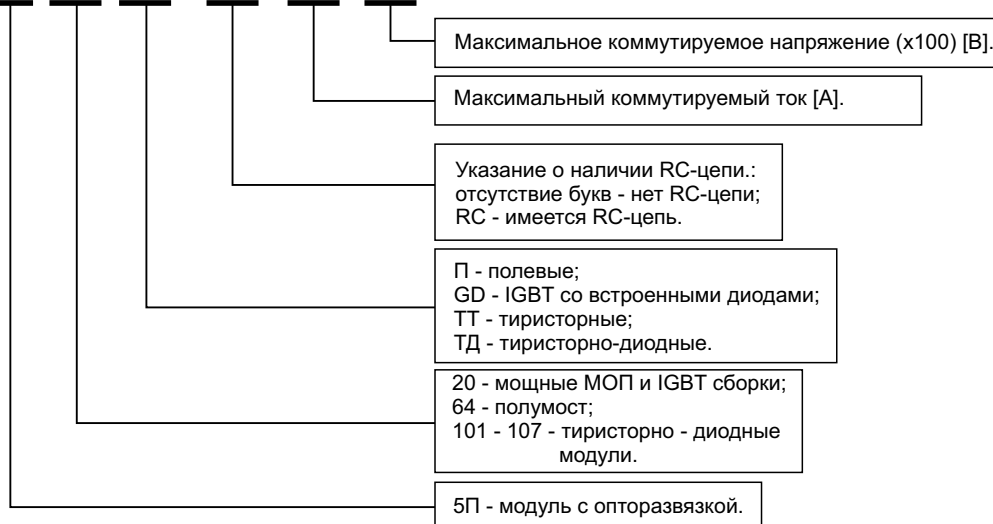 Максимальное коммутируемое напряжение (х100) [В].
Максимальный коммутируемый ток [А].
Указание о наличии RC-цепи.:
отсутствие букв - нет RC-цепи;
RC - имеется RC-цепь.
П - полевые;
GD - IGBT со встроенными диодами;
ТТ - тиристорные;
ТД - тиристорно-диодные.
20 - мощные МОП и IGBT сборки;
64 - полумост;
101 - 107 - тиристорно - диодные
модули.
5П - модуль с опторазвязкой.